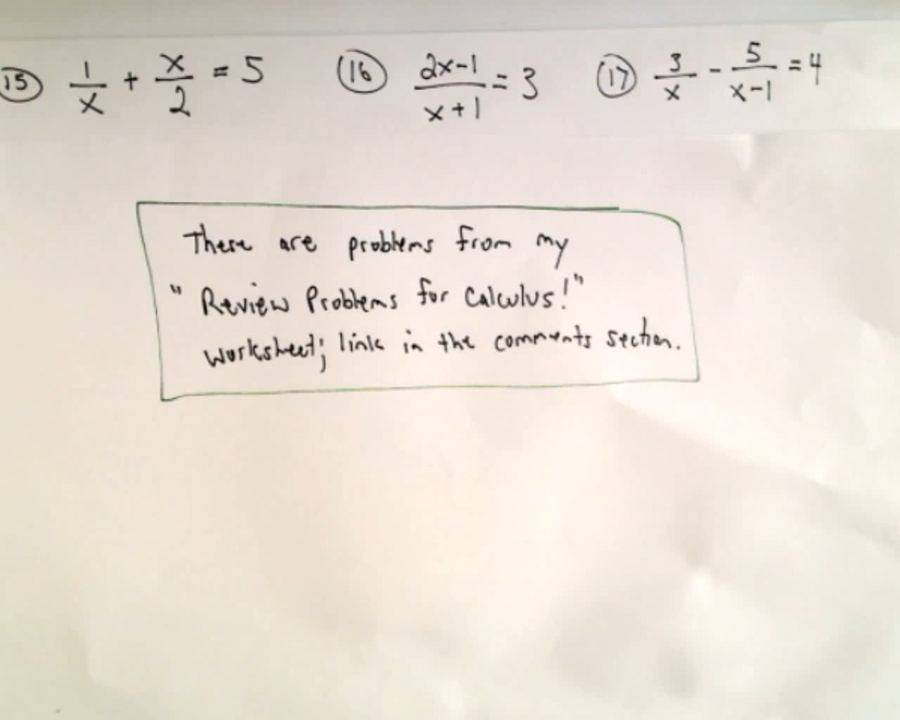 (15) 1/x + x/2 = 5 (16) (2x-1)/(x+1) = 3 (17) 3/x - 5/(x-1) = 4
These are problems from my
"Review Problems for Calculus!"
worksheet; link in the comments section.